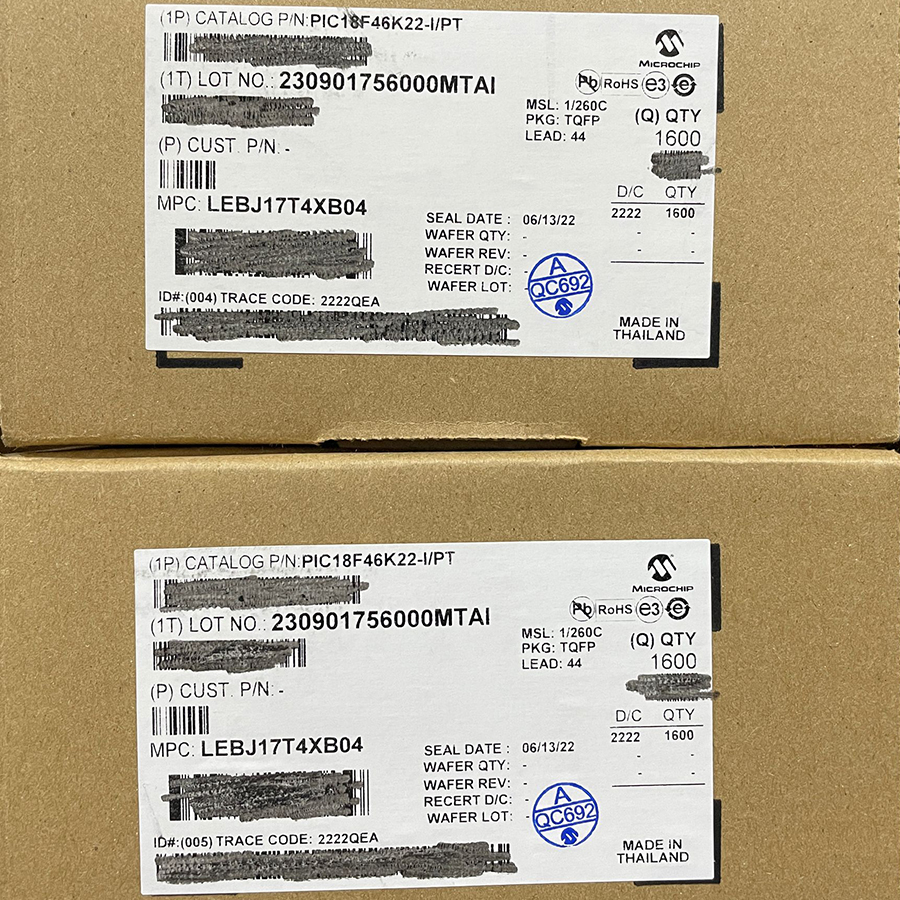 (1P) CATALOG P/N:PIC18F46K22-I/PT
MICROCHIP
(1T) LOT NO.: 230901756000MTAI
Pb RoHS e3 e
MSL: 1/260C
PKG: TQFP
LEAD: 44
(Q) QTY
1600
(P) CUST. P/N: -
D/C QTY
2222 1600
- -
- -
MPC: LEBJ17T4XB04
SEAL DATE : 06/13/22
WAFER QTY: -
WAFER REV: -
RECERT D/C: -
WAFER LOT: -
A
QC692
ID#:(004) TRACE CODE: 2222QEA
MADE IN
THAILAND
(1P) CATALOG P/N:PIC18F46K22-I/PT
MICROCHIP
(1T) LOT NO.: 230901756000MTAI
Pb RoHS e3 e
MSL: 1/260C
PKG: TQFP
LEAD: 44
(Q) QTY
1600
(P) CUST. P/N: -
D/C QTY
2222 1600
- -
- -
MPC: LEBJ17T4XB04
SEAL DATE : 06/13/22
WAFER QTY: -
WAFER REV: -
RECERT D/C: -
WAFER LOT: -
A
QC692
ID#:(005) TRACE CODE: 2222QEA
MADE IN
THAILAND